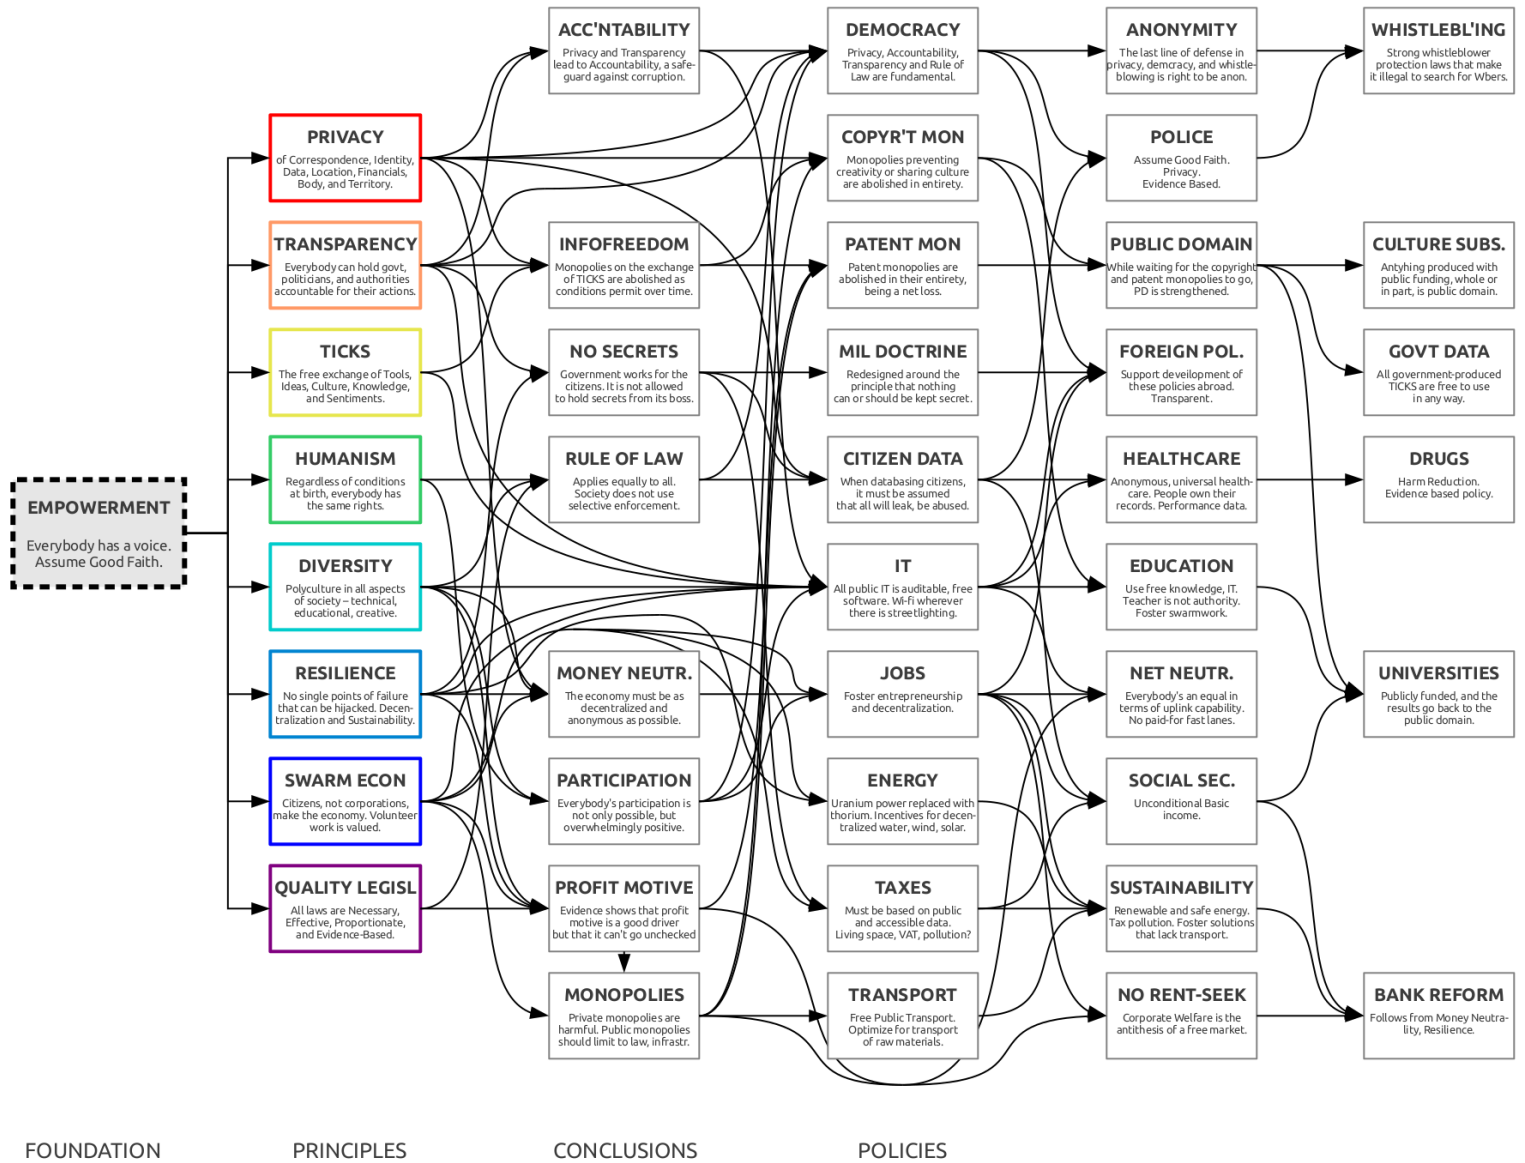 ACC'NTABILITY
Privacy and Transparency
lead to Accountability, a safe-
guard against corruption.
DEMOCRACY
Privacy, Accountability,
Transparency and Rule of
Law are fundamental.
ANONYMITY
The last line of defense in
privacy, demcracy, and whistle-
blowing is right to be anon.
WHISTLEBL'ING
Strong whistleblower
protection laws that make
it illegal to search for Wbers.
PRIVACY
of Correspondence, Identity,
Data, Location, Financials,
Body, and Territory.
COPYR'T MON
Monopolies preventing
creativity or sharing culture
are abolished in entirety.
POLICE
Assume Good Faith.
Privacy.
Evidence Based.
TRANSPARENCY
Everybody can hold govt,
politicians, and authorities
accountable for their actions.
INFOFREEDOM
Monopolies on the exchange
of TICKS are abolished as
conditions permit over time.
PATENT MON
Patent monopolies are
abolished in their entirety,
being a net loss.
PUBLIC DOMAIN
While waiting for the copyright
and patent monopolies to go,
PD is strengthened.
CULTURE SUBS.
Antyhing produced with
public funding, whole or
in part, is public domain.
TICKS
The free exchange of Tools,
Ideas, Culture, Knowledge,
and Sentiments.
NO SECRETS
Government works for the
citizens. It is not allowed
to hold secrets from its boss.
MIL DOCTRINE
Redesigned around the
principle that nothing
can or should be kept secret.
FOREIGN POL.
Support deveilopment of
these policies abroad.
Transparent.
GOVT DATA
All government-produced
TICKS are free to use
in any way.
HUMANISM
Regardless of conditions
at birth, everybody has
the same rights.
RULE OF LAW
Applies equally to all.
Society does not use
selective enforcement.
CITIZEN DATA
When databasing citizens,
it must be assumed
that all will leak, be abused.
HEALTHCARE
Anonymous, universal health-
care. People own their
records. Performance data.
DRUGS
Harm Reduction.
Evidence based policy.
EMPOWERMENT
Everybody has a voice.
Assume Good Faith.
DIVERSITY
Polyculture in all aspects
of society – technical,
educational, creative.
IT
All public IT is auditable, free
software. Wi-fi wherever
there is streetlighting.
EDUCATION
Use free knowledge, IT.
Teacher is not authority.
Foster swarmwork.
RESILIENCE
No single points of failure
that can be hijacked. Decen-
tralization and Sustainability.
MONEY NEUTR.
The economy must be as
decentralized and
anonymous as possible.
JOBS
Foster entrepreneurship
and decentralization.
NET NEUTR.
Everybody's an equal in
terms of uplink capability.
No paid-for fast lanes.
UNIVERSITIES
Publicly funded, and the
results go back to the
public domain.
SWARM ECON
Citizens, not corporations,
make the economy. Volunteer
work is valued.
PARTICIPATION
Everybody's participation is
not only possible, but
overwhelmingly positive.
ENERGY
Uranium power replaced with
thorium. Incentives for decen-
tralized water, wind, solar.
SOCIAL SEC.
Unconditional Basic
income.
QUALITY LEGISL
All laws are Necessary,
Effective, Proportionate,
and Evidence-Based.
PROFIT MOTIVE
Evidence shows that profit
motive is a good driver
but that it can't go unchecked
TAXES
Must be based on public
and accessible data.
Living space, VAT, pollution?
SUSTAINABILITY
Renewable and safe energy.
Tax pollution. Foster solutions
that lack transport.
MONOPOLIES
Private monopolies are
harmful. Public monopolies
should limit to law, infrastr.
TRANSPORT
Free Public Transport.
Optimize for transport
of raw materials.
NO RENT-SEEK
Corporate Welfare is the
antithesis of a free market.
BANK REFORM
Follows from Money Neutra-
lity, Resilience.
FOUNDATION
PRINCIPLES
CONCLUSIONS
POLICIES